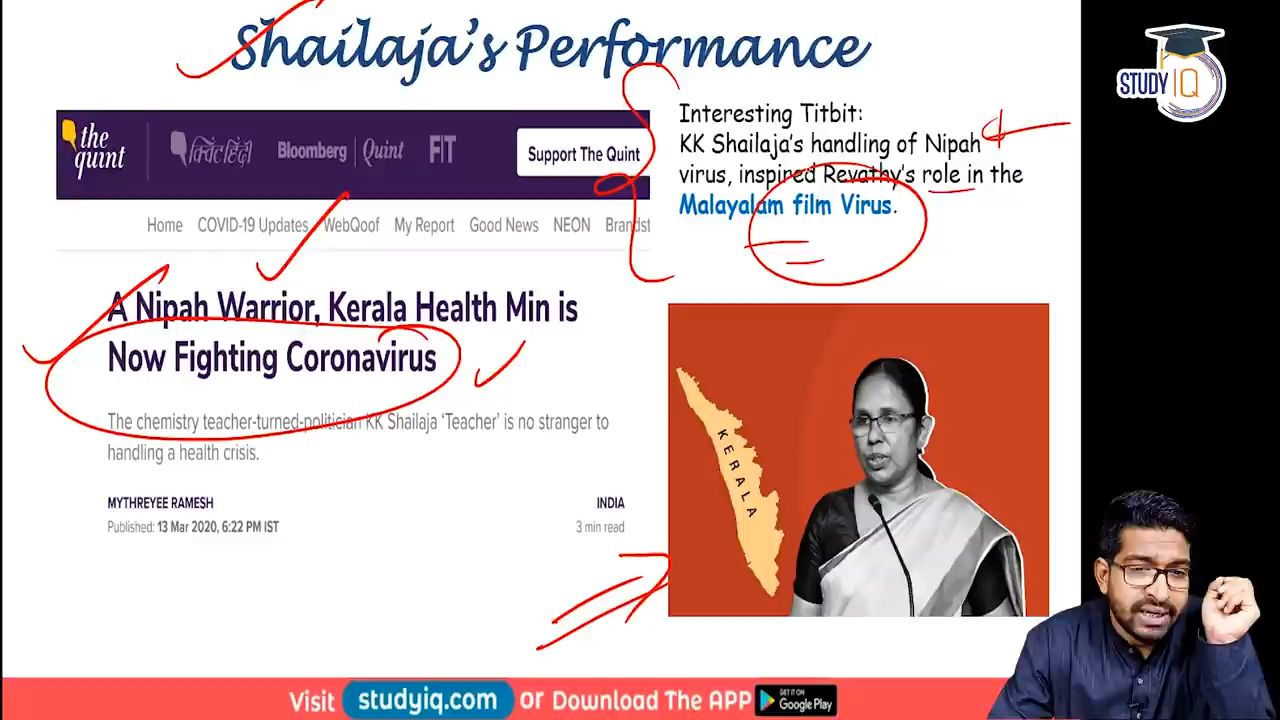 Shailaja's Performance
STUDY IQ
the quint
क्विंटहिंदी
Bloomberg | Quint
FIT
Support The Quint
Home COVID-19 Updates WebQoof My Report Good News NEON Brandst
A Nipah Warrior, Kerala Health Min is
Now Fighting Coronavirus
The chemistry teacher-turned-politician KK Shailaja 'Teacher' is no stranger to
handling a health crisis.
MYTHREYEE RAMESH
INDIA
Published: 13 Mar 2020, 6:22 PM IST
3 min read
Interesting Titbit:
KK Shailaja's handling of Nipah
virus, inspired Revathy's role in the
Malayalam film Virus.
KERALA
Visit studyiq.com or Download The APP GET IT ON Google Play